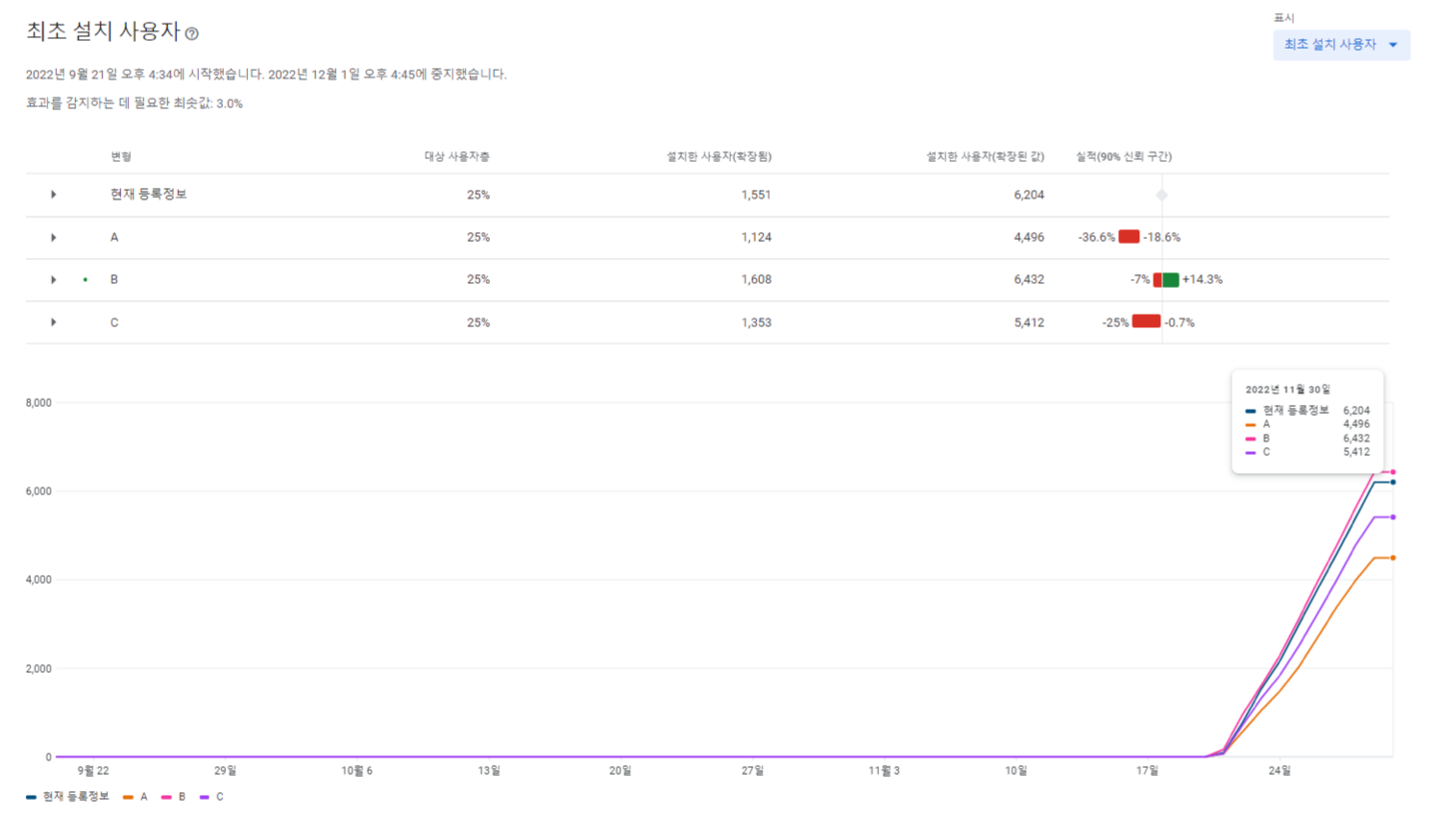 표시
최초 설치 사용자
최초 설치 사용자
2022년 9월 21일 오후 4:34에 시작했습니다. 2022년 12월 1일 오후 4:45에 중지했습니다.
효과를 감지하는 데 필요한 최솟값: 3.0%
변형 대상 사용자층 설치한 사용자(확장됨) 설치한 사용자(확장된 값) 실적(90% 신뢰 구간)
현재 등록정보 25% 1,551 6,204
A 25% 1,124 4,496 -36.6% -18.6%
B 25% 1,608 6,432 -7% +14.3%
C 25% 1,353 5,412 -25% -0.7%
2022년 11월 30일
현재 등록정보 6,204
A 4,496
B 6,432
C 5,412
8,000
6,000
4,000
2,000
0
9월 22 29일 10월 6 13일 20일 27일 11월 3 10일 17일 24일
현재 등록정보 A B C